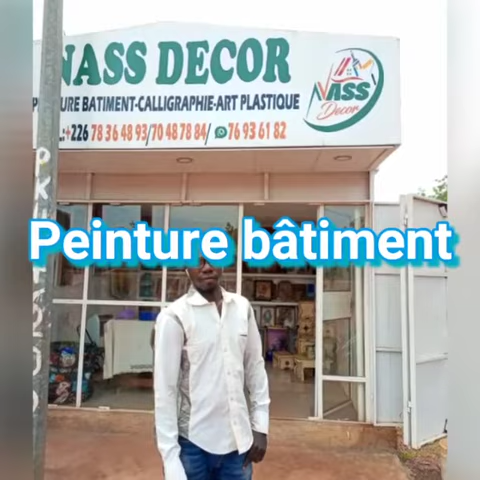 NASS DECOR
PEINTURE BATIMENT-CALLIGRAPHIE-ART PLASTIQUE
NASS
Decor
+226 78 36 48 93/70 48 78 84/ 76 93 61 82
Peinture bâtiment